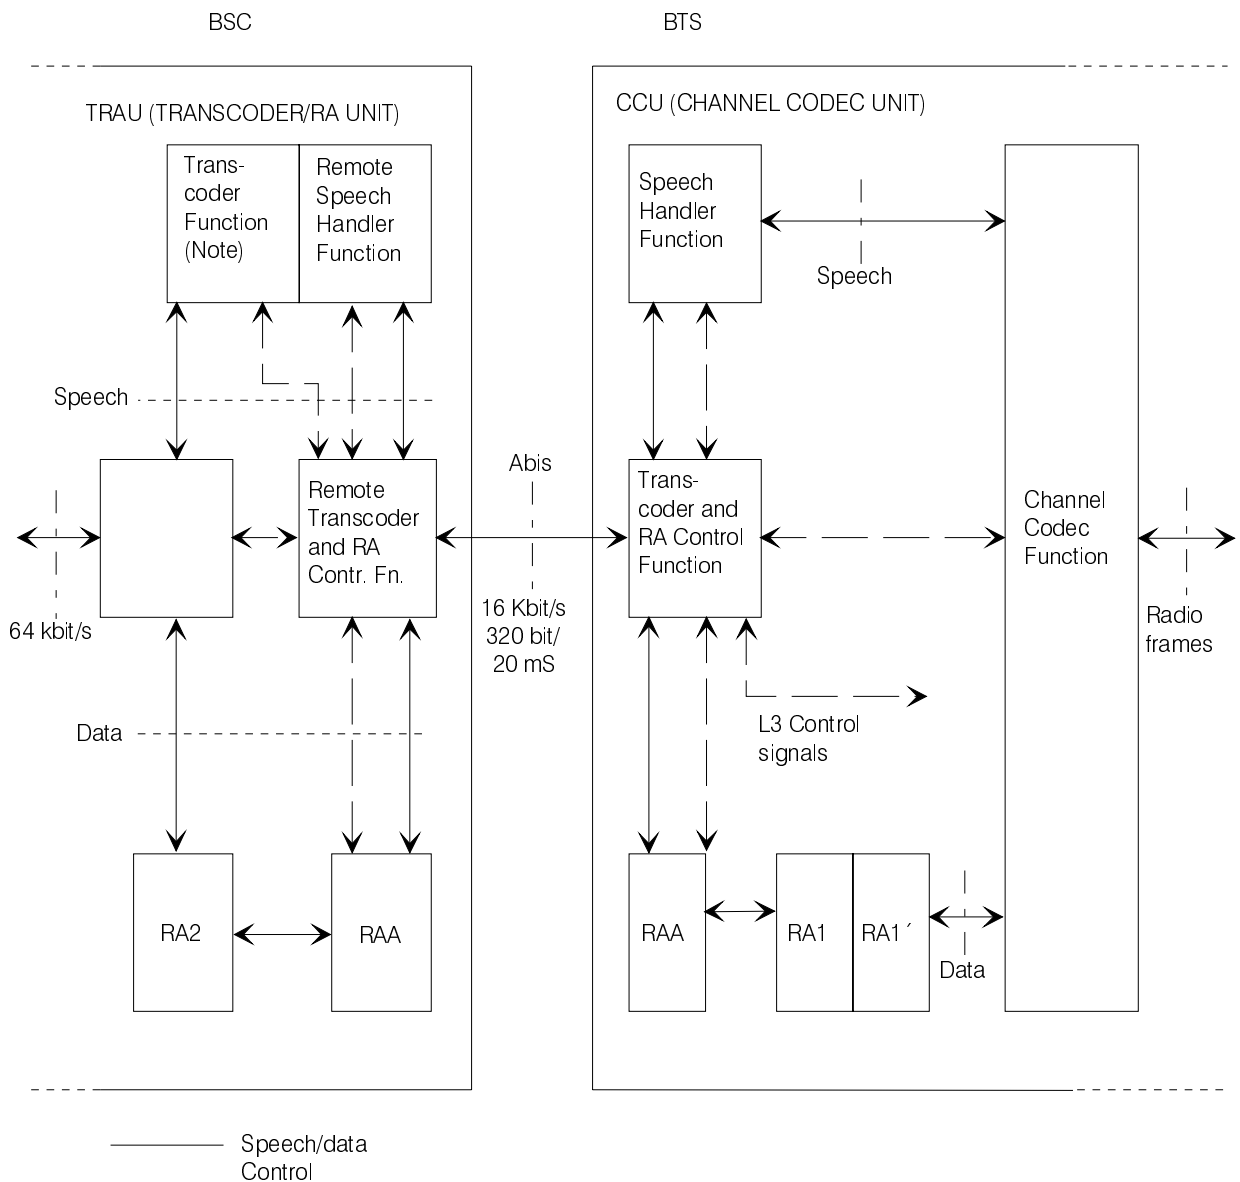 BSC
BTS
TRAU (TRANSCODER/RA UNIT)
CCU (CHANNEL CODEC UNIT)
Trans-
coder
Function
(Note)
Remote
Speech
Handler
Function
Speech
Handler
Function
Speech
Speech
Abis
Remote
Transcoder
and RA
Contr. Fn.
Trans-
coder and
RA Control
Function
Channel
Codec
Function
64 kbit/s
16 Kbit/s
320 bit/
20 mS
Radio
frames
L3 Control
signals
Data
RA2
RAA
RAA
RA1
RA1´
Data
Speech/data
Control